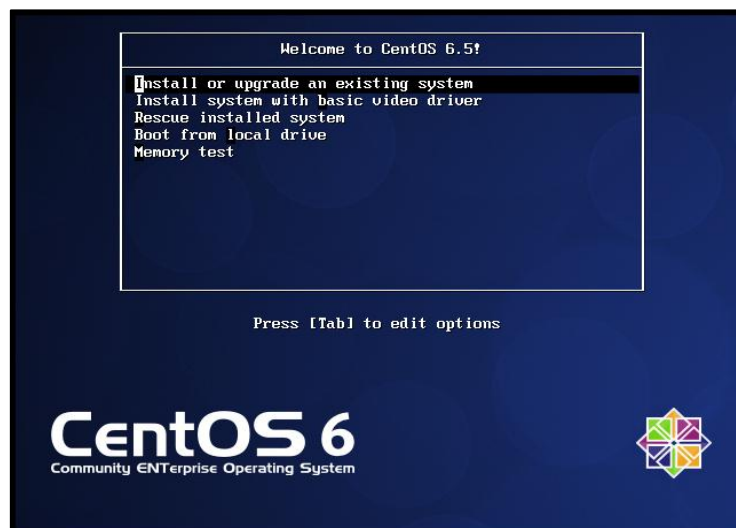 Welcome to CentOS 6.5!
Install or upgrade an existing system
Install system with basic video driver
Rescue installed system
Boot from local drive
Memory test
Press [Tab] to edit options
CentOS 6
Community ENTerprise Operating System